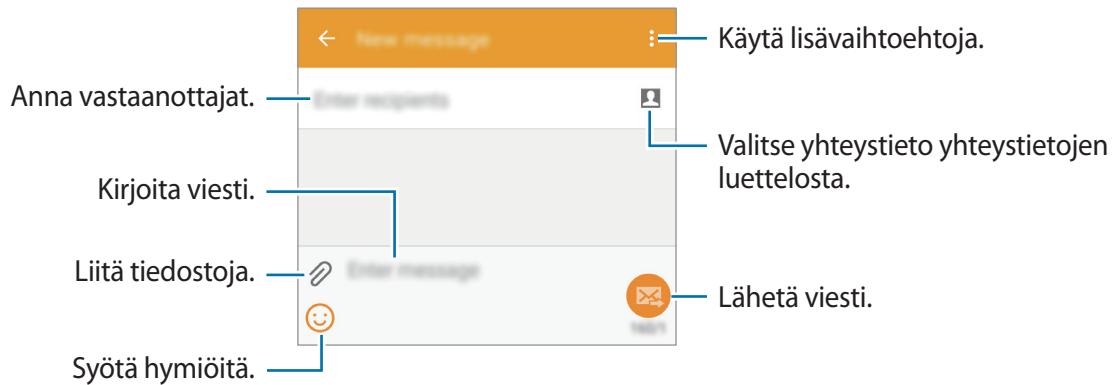 New message
Käytä lisävaihtoehtoja.
Anna vastaanottajat.
Enter recipients
Valitse yhteystieto yhteystietojen
luettelosta.
Kirjoita viesti.
Liitä tiedostoja.
Enter message
Lähetä viesti.
160/1
Syötä hymiöitä.